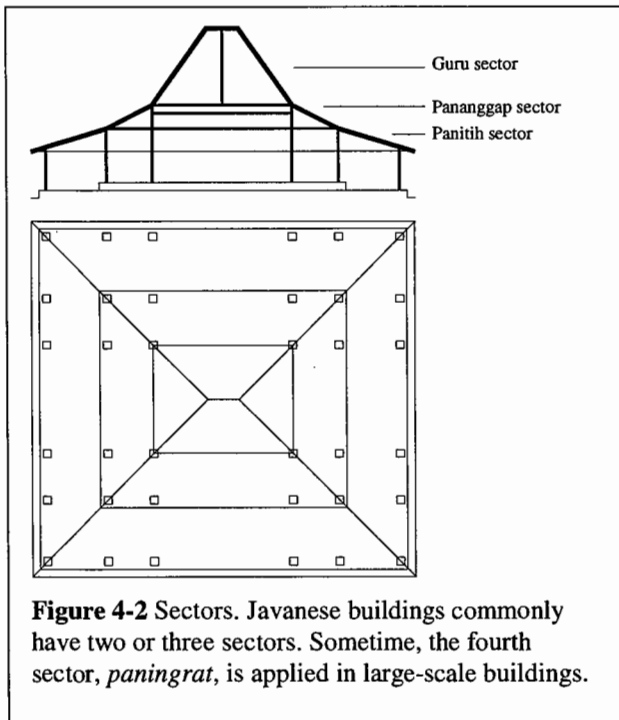 Guru sector
Pananggap sector
Panitih sector
Figure 4-2 Sectors. Javanese buildings commonly
have two or three sectors. Sometime, the fourth
sector, paningrat, is applied in large-scale buildings.